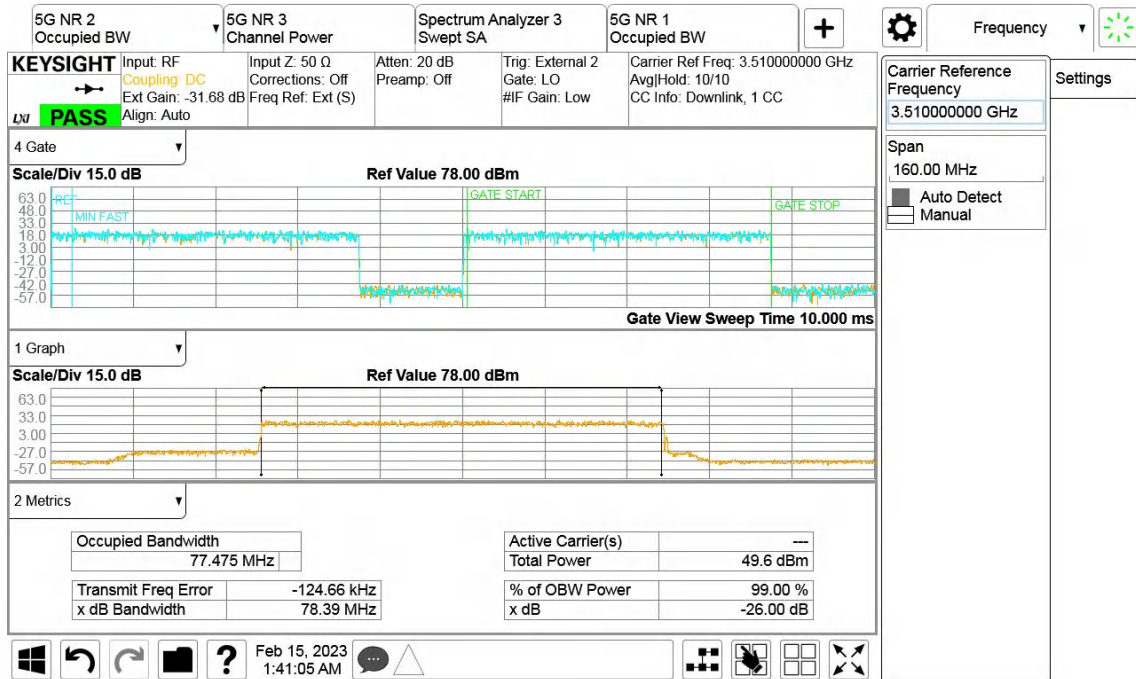 5G NR 2
Occupied BW
5G NR 3
Channel Power
Spectrum Analyzer 3
Swept SA
5G NR 1
Occupied BW
Frequency
KEYSIGHT
LXI PASS
Input: RF
Coupling: DC
Ext Gain: -31.68 dB
Align: Auto
Input Z: 50 Ω
Corrections: Off
Freq Ref: Ext (S)
Atten: 20 dB
Preamp: Off
Trig: External 2
Gate: LO
#IF Gain: Low
Carrier Ref Freq: 3.510000000 GHz
Avg|Hold: 10/10
CC Info: Downlink, 1 CC
Carrier Reference
Frequency
3.510000000 GHz
Span
160.00 MHz
Auto Detect
Manual
Settings
4 Gate
Scale/Div 15.0 dB Ref Value 78.00 dBm
63.0
48.0
33.0
18.0
3.00
-12.0
-27.0
-42.0
-57.0
REF
MIN FAST
GATE START
GATE STOP
Gate View Sweep Time 10.000 ms
1 Graph
Scale/Div 15.0 dB Ref Value 78.00 dBm
63.0
33.0
3.00
-27.0
-57.0
2 Metrics
Occupied Bandwidth
77.475 MHz
Transmit Freq Error -124.66 kHz
x dB Bandwidth 78.39 MHz
Active Carrier(s) ---
Total Power 49.6 dBm
% of OBW Power 99.00 %
x dB -26.00 dB
Feb 15, 2023
1:41:05 AM